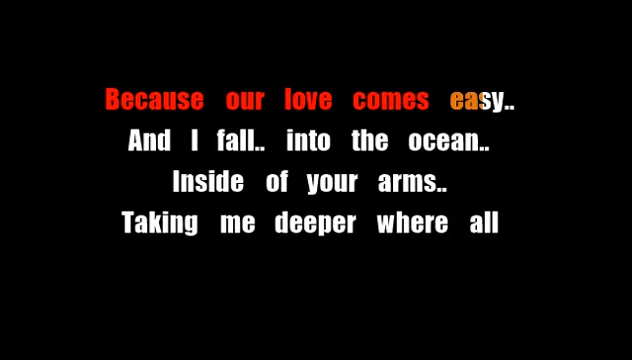 Because our love comes easy..
And I fall.. into the ocean..
Inside of your arms..
Taking me deeper where all